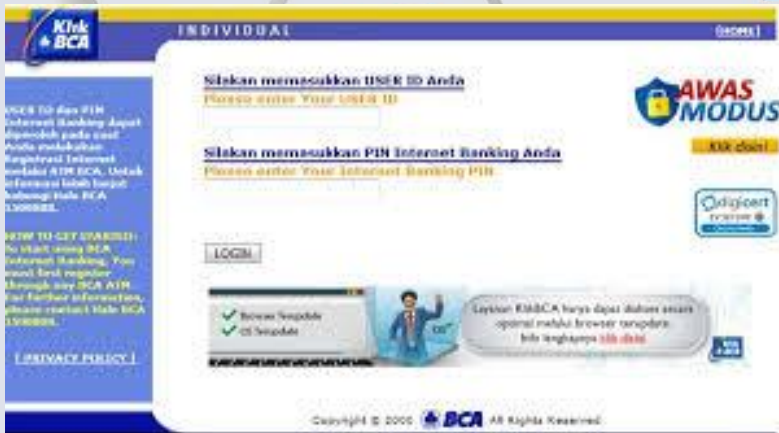 Klik
BCA
INDIVIDUAL
[HOME]
Silakan memasukkan USER ID Anda
Please enter Your USER ID
Silakan memasukkan PIN Internet Banking Anda
Please enter Your Internet Banking PIN
LOGIN
USER ID dan PIN
Internet Banking dapat
diperoleh pada saat
Anda melakukan
Registrasi Internet
melalui ATM BCA. Untuk
informasi lebih lanjut
hubungi Halo BCA
1500888.
HOW TO GET STARTED:
To start using BCA
Internet Banking, You
must first register
through any BCA ATM
For further information,
please contact Halo BCA
1500888.
[ PRIVACY POLICY ]
AWAS
MODUS
Klik disini
digicert
Browser Terupdate
OS Terupdate
OS
Layanan KlikBCA hanya dapat diakses secara
optimal melalui browser terupdate.
Info lengkapnya klik disini
Copyright © 2000 BCA All Rights Reserved